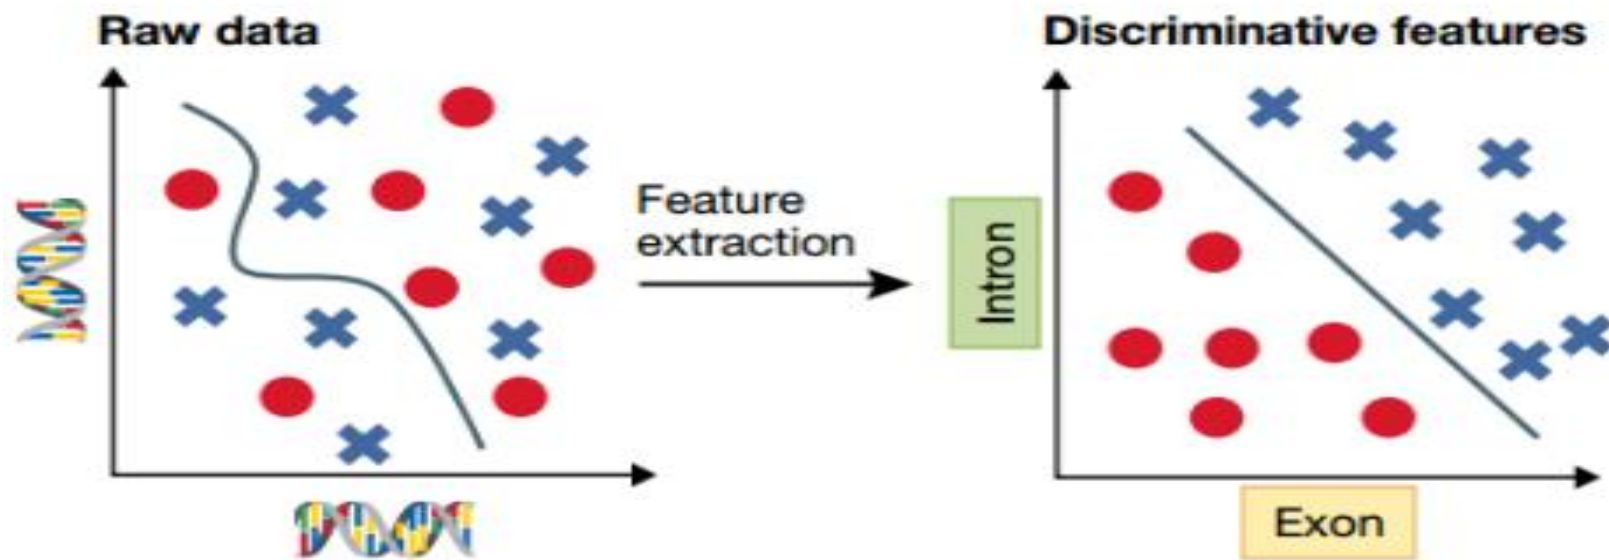 Raw data
Discriminative features
Feature
extraction
Intron
Exon